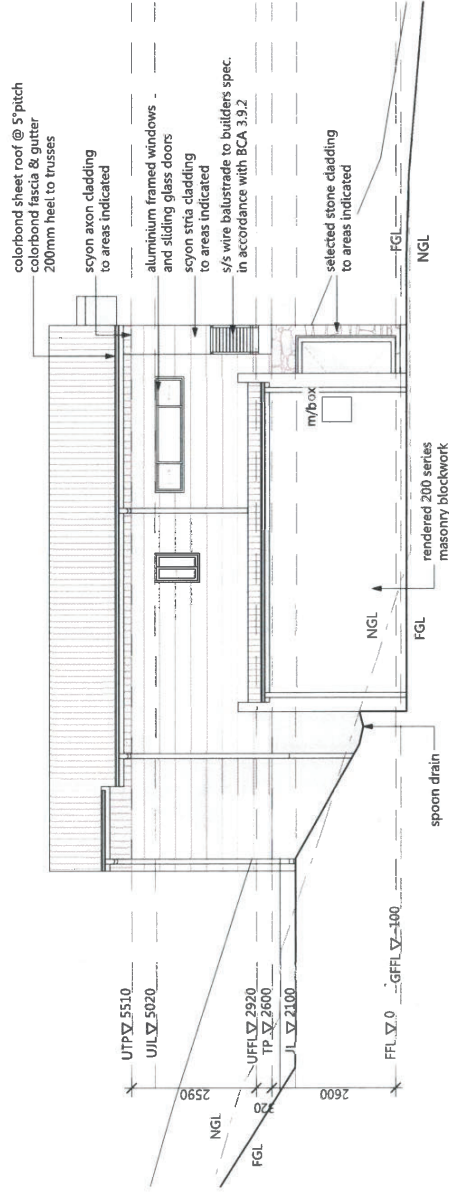 colorbond sheet roof @ 5°pitch
colorbond fascia & gutter
200mm heel to trusses
scyon axon cladding
to areas indicated
aluminium framed windows
and sliding glass doors
scyon stria cladding
to areas indicated
s/s wire balustrade to builders spec.
in accordance with BCA 3.9.2
selected stone cladding
to areas indicated
FGL
NGL
m/box
rendered 200 series
masonry blockwork
NGL
FGL
spoon drain
UTP 5510
UJL 5020
UFFL 2920
TP 2600
JL 2100
FFL 0
GFFL -100
2590
320
2600
NGL
FGL